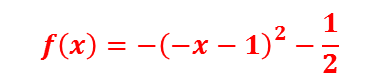 f(x) = −(−x − 1)² − 1/2